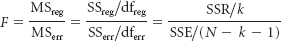 F = MS_reg / MS_err = (SS_reg/df_reg) / (SS_err/df_err) = (SSR/k) / (SSE/(N − k − 1))